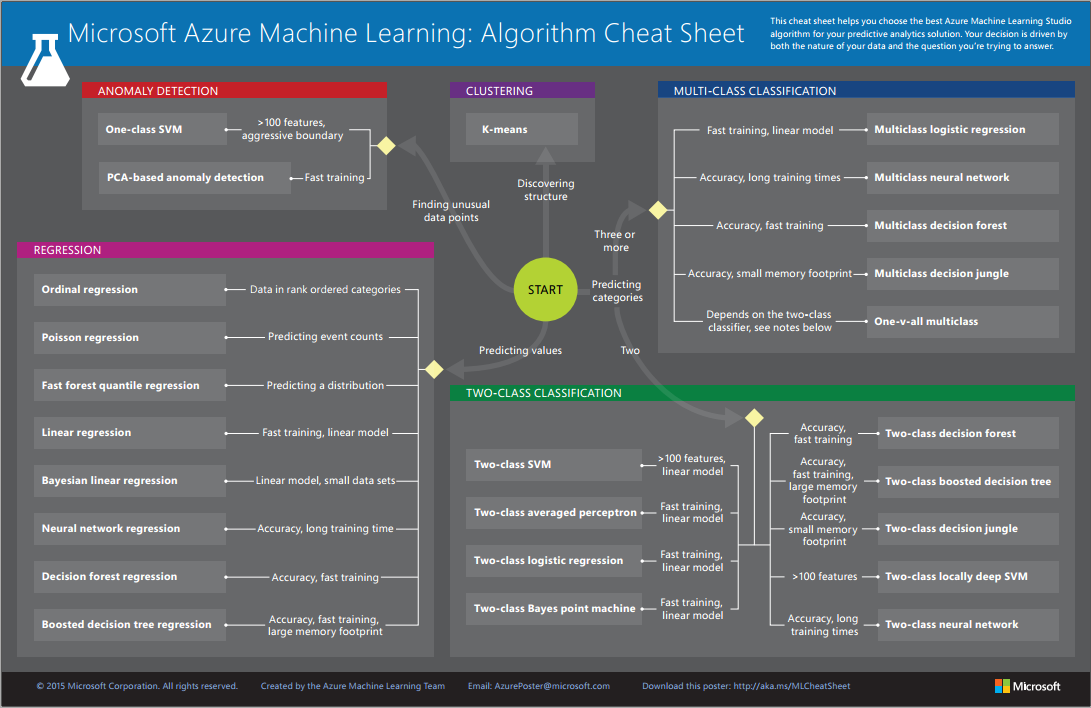 Microsoft Azure Machine Learning: Algorithm Cheat Sheet
This cheat sheet helps you choose the best Azure Machine Learning Studio
algorithm for your predictive analytics solution. Your decision is driven by
both the nature of your data and the question you're trying to answer.
ANOMALY DETECTION
One-class SVM
>100 features,
aggressive boundary
PCA-based anomaly detection
Fast training
CLUSTERING
K-means
MULTI-CLASS CLASSIFICATION
Fast training, linear model
Multiclass logistic regression
Accuracy, long training times
Multiclass neural network
Accuracy, fast training
Multiclass decision forest
Accuracy, small memory footprint
Multiclass decision jungle
Depends on the two-class
classifier, see notes below
One-v-all multiclass
Finding unusual
data points
Discovering
structure
Three or
more
START
Predicting
categories
Predicting values
Two
REGRESSION
Ordinal regression
Data in rank ordered categories
Poisson regression
Predicting event counts
Fast forest quantile regression
Predicting a distribution
Linear regression
Fast training, linear model
Bayesian linear regression
Linear model, small data sets
Neural network regression
Accuracy, long training time
Decision forest regression
Accuracy, fast training
Boosted decision tree regression
Accuracy, fast training,
large memory footprint
TWO-CLASS CLASSIFICATION
Two-class SVM
>100 features,
linear model
Two-class averaged perceptron
Fast training,
linear model
Two-class logistic regression
Fast training,
linear model
Two-class Bayes point machine
Fast training,
linear model
Accuracy,
fast training
Two-class decision forest
Accuracy,
fast training,
large memory
footprint
Two-class boosted decision tree
Accuracy,
small memory
footprint
Two-class decision jungle
>100 features
Two-class locally deep SVM
Accuracy, long
training times
Two-class neural network
© 2015 Microsoft Corporation. All rights reserved.
Created by the Azure Machine Learning Team
Email: AzurePoster@microsoft.com
Download this poster: http://aka.ms/MLCheatSheet
Microsoft